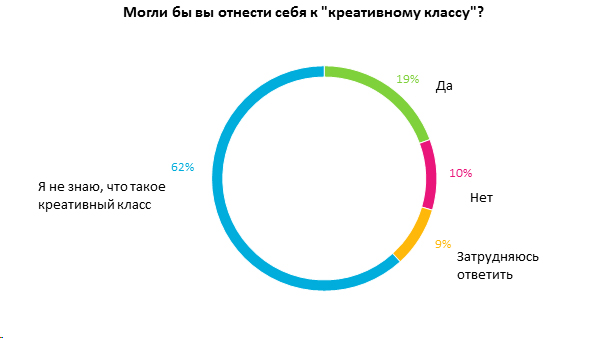 Могли бы вы отнести себя к "креативному классу"?
19%
Да
62%
10%
Я не знаю, что такое
креативный класс
Нет
9%
Затрудняюсь
ответить